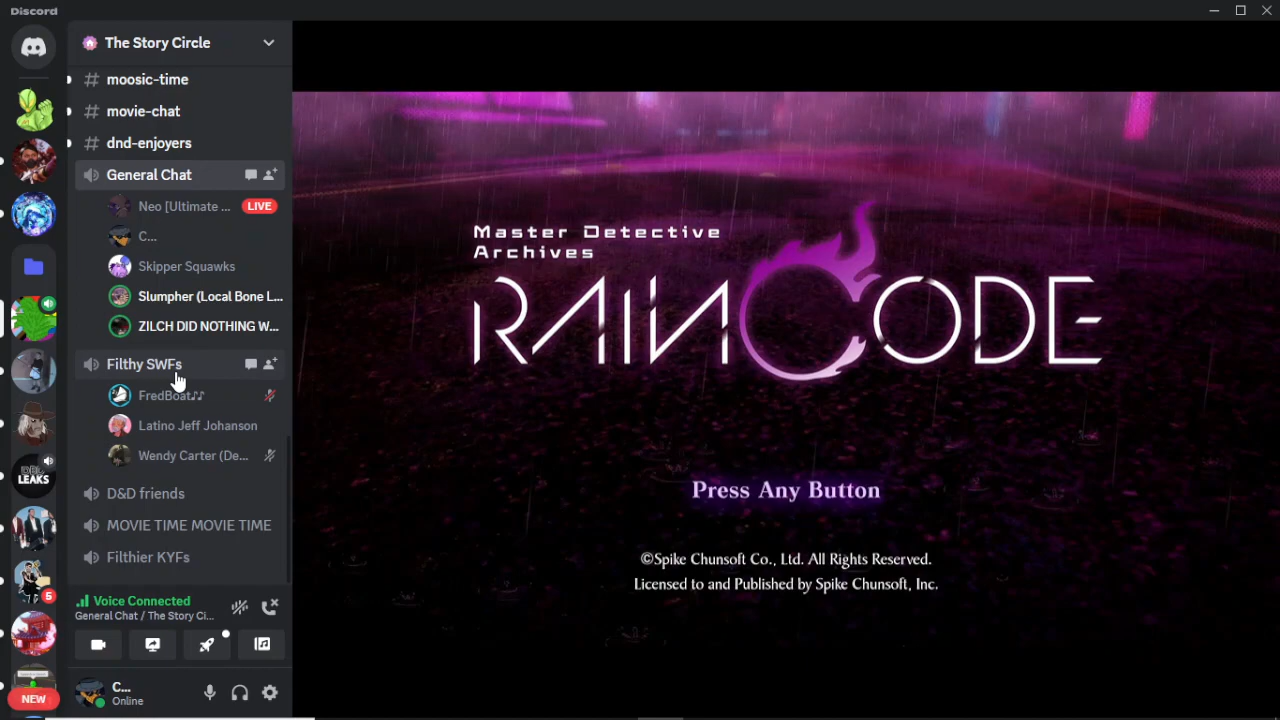 Discord
The Story Circle
moosic-time
movie-chat
dnd-enjoyers
General Chat
Neo [Ultimate ... LIVE
C...
Skipper Squawks
Slumpher (Local Bone L...
ZILCH DID NOTHING W...
Filthy SWFs
FredBoat♪♪
Latino Jeff Johanson
Wendy Carter (De...
D&D friends
MOVIE TIME MOVIE TIME
Filthier KYFs
Voice Connected
General Chat / The Story Ci...
C...
Online
LEAKS
5
NEW
Master Detective
Archives
RAINCODE
Press Any Button
©Spike Chunsoft Co., Ltd. All Rights Reserved.
Licensed to and Published by Spike Chunsoft, Inc.